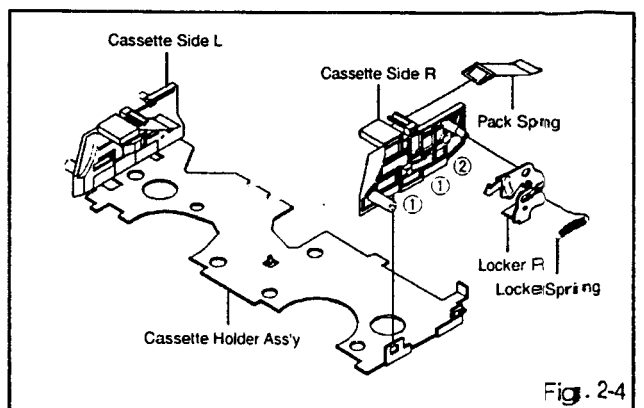 Cassette Side L
Cassette Side R
Pack Spring
①
①
②
Locker R
Locker Spring
Cassette Holder Ass'y
Fig. 2-4